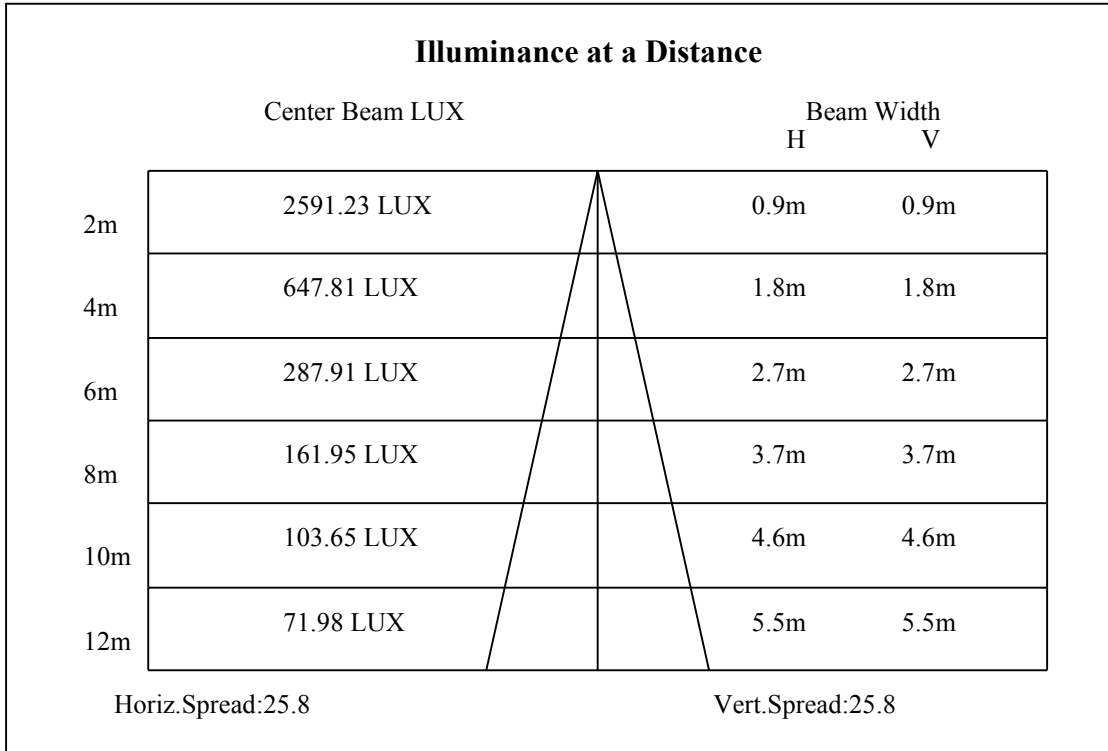 Illuminance at a Distance
Center Beam LUX Beam Width
H V
2m 2591.23 LUX 0.9m 0.9m
4m 647.81 LUX 1.8m 1.8m
6m 287.91 LUX 2.7m 2.7m
8m 161.95 LUX 3.7m 3.7m
10m 103.65 LUX 4.6m 4.6m
12m 71.98 LUX 5.5m 5.5m
Horiz.Spread:25.8 Vert.Spread:25.8